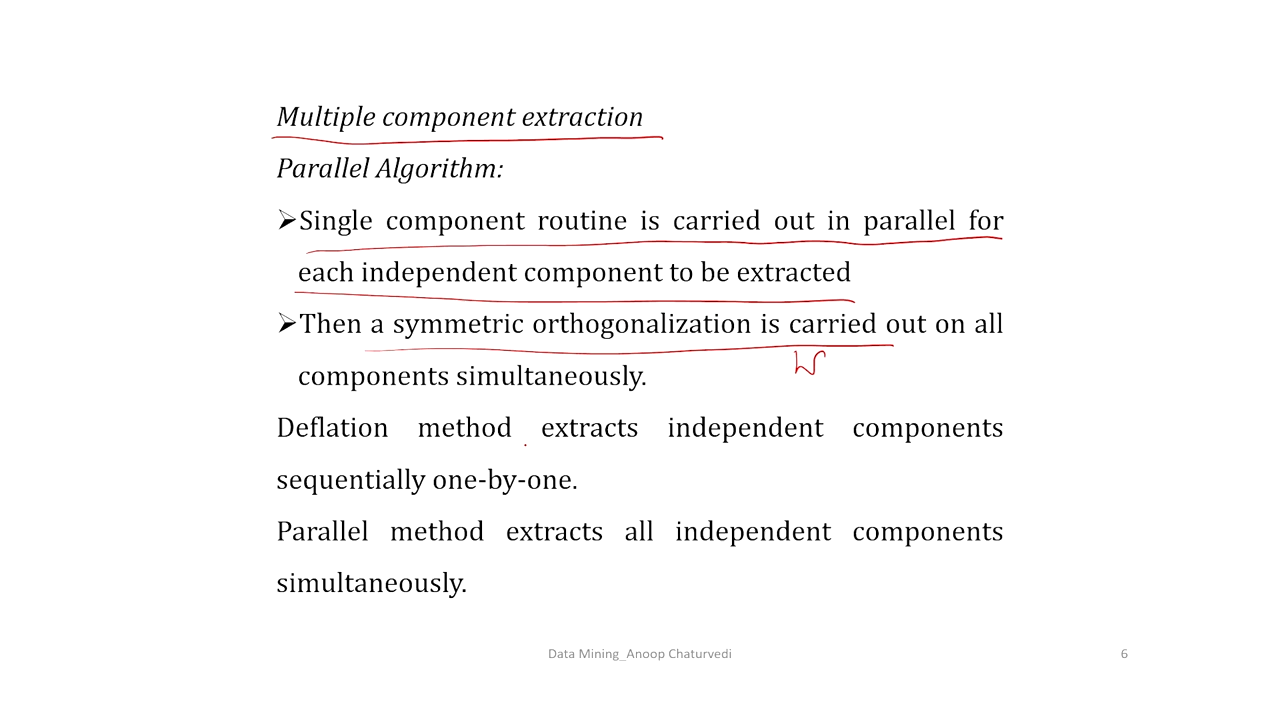 Multiple component extraction
Parallel Algorithm:
➢Single component routine is carried out in parallel for
each independent component to be extracted
➢Then a symmetric orthogonalization is carried out on all
W
components simultaneously.
Deflation method extracts independent components
sequentially one-by-one.
Parallel method extracts all independent components
simultaneously.
Data Mining_Anoop Chaturvedi
6